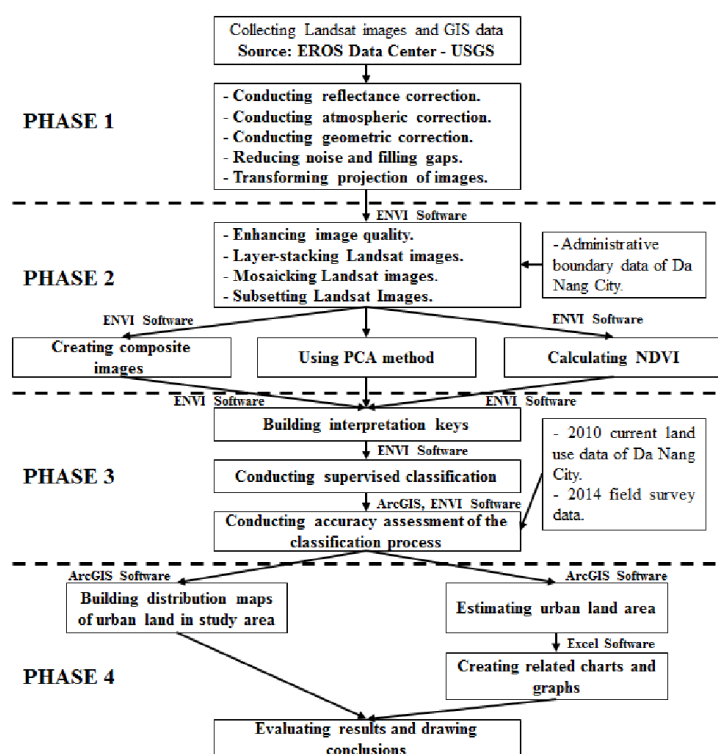 Collecting Landsat images and GIS data
Source: EROS Data Center - USGS
PHASE 1
- Conducting reflectance correction.
- Conducting atmospheric correction.
- Conducting geometric correction.
- Reducing noise and filling gaps.
- Transforming projection of images.
ENVI Software
PHASE 2
- Enhancing image quality.
- Layer-stacking Landsat images.
- Mosaicking Landsat images.
- Subsetting Landsat Images.
- Administrative
boundary data of Da
Nang City.
ENVI Software
ENVI Software
ENVI Software
Creating composite
images
Using PCA method
Calculating NDVI
ENVI Software
ENVI Software
PHASE 3
Building interpretation keys
ENVI Software
Conducting supervised classification
ArcGIS, ENVI Software
Conducting accuracy assessment of the
classification process
- 2010 current land
use data of Da Nang
City.
- 2014 field survey
data.
ArcGIS Software
ArcGIS Software
PHASE 4
Building distribution maps
of urban land in study area
Estimating urban land area
Excel Software
Creating related charts and
graphs
Evaluating results and drawing
conclusions